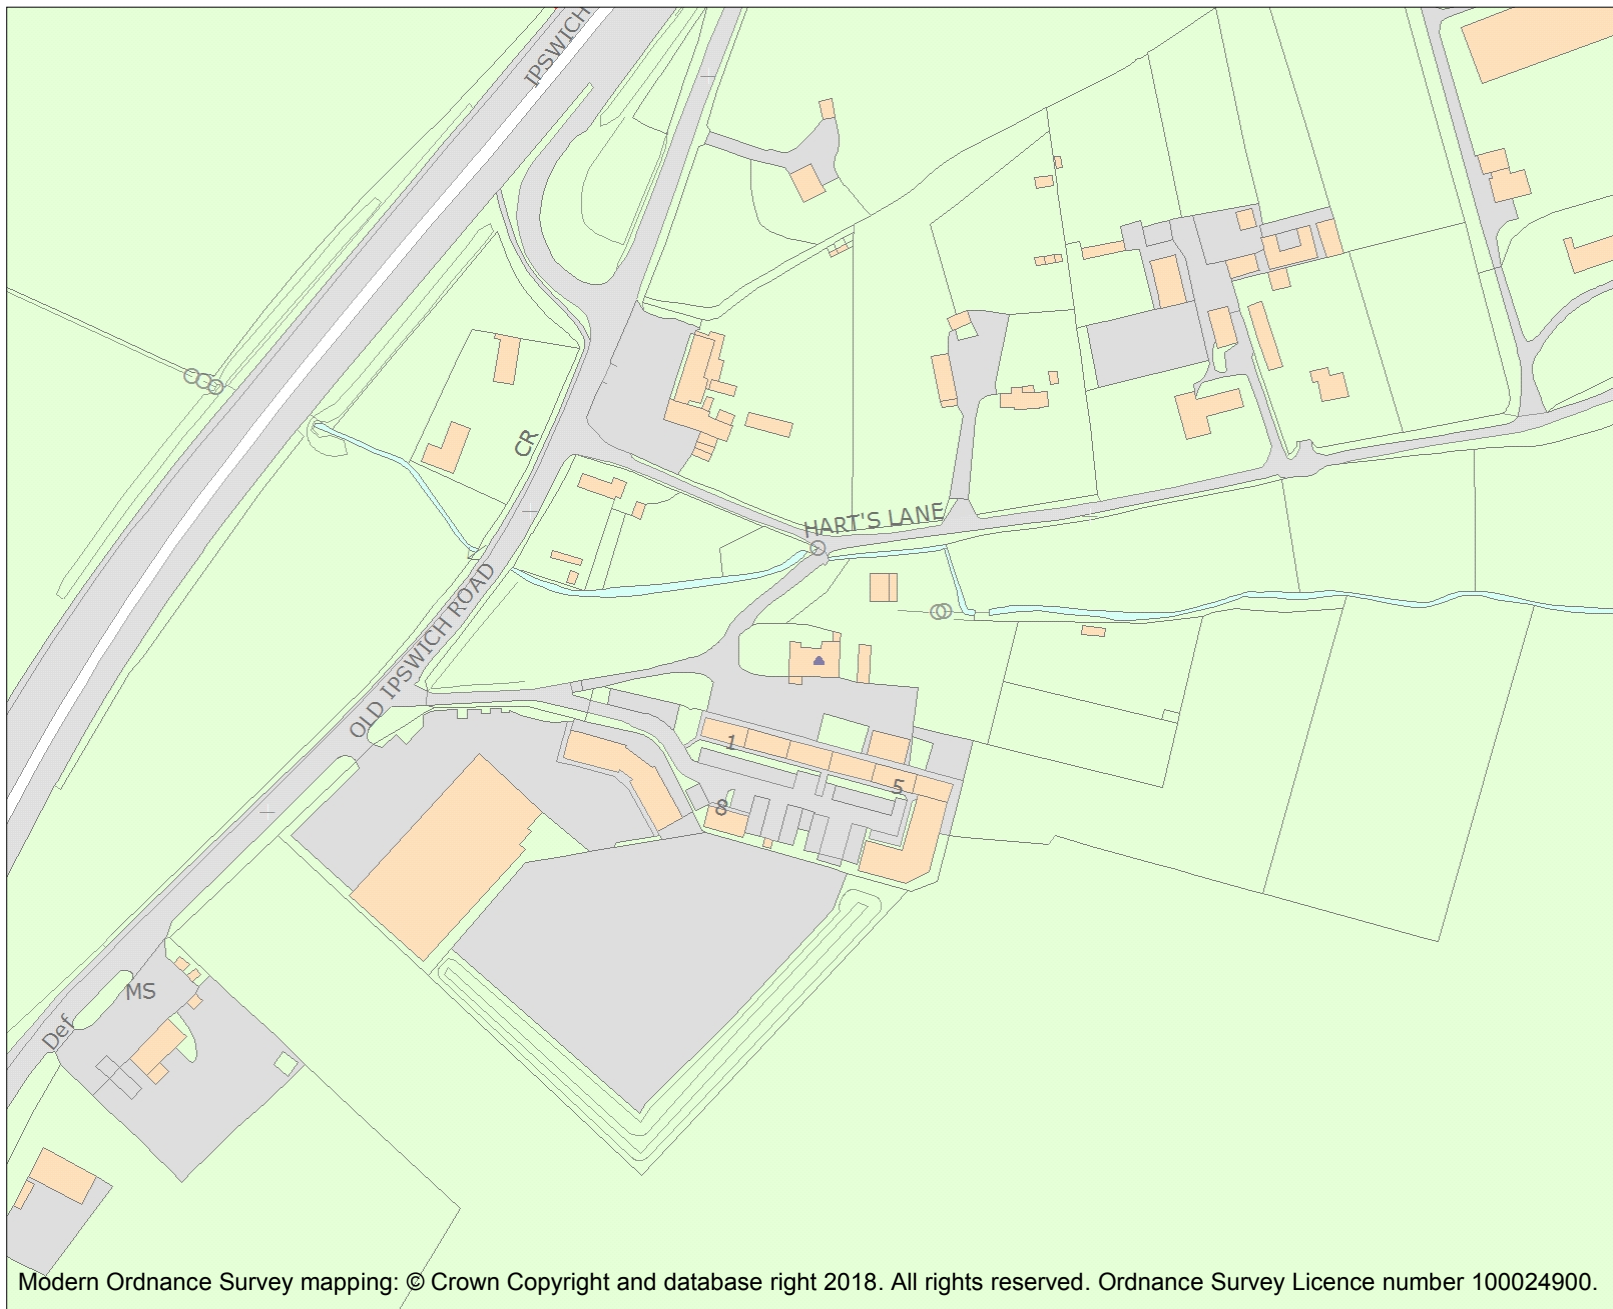 IPSWICH
CR
HART'S LANE
OLD IPSWICH ROAD
1
5
8
MS
Def
Modern Ordnance Survey mapping: © Crown Copyright and database right 2018. All rights reserved. Ordnance Survey Licence number 100024900.